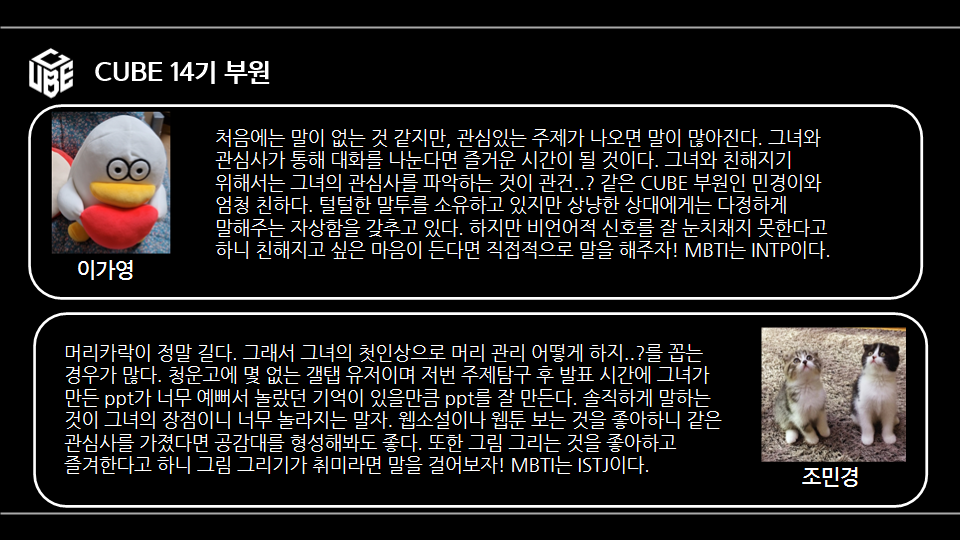 CUBE
CUBE 14기 부원
처음에는 말이 없는 것 같지만, 관심있는 주제가 나오면 말이 많아진다. 그녀와
관심사가 통해 대화를 나눈다면 즐거운 시간이 될 것이다. 그녀와 친해지기
위해서는 그녀의 관심사를 파악하는 것이 관건..? 같은 CUBE 부원인 민경이와
엄청 친하다. 털털한 말투를 소유하고 있지만 상냥한 상대에게는 다정하게
말해주는 자상함을 갖추고 있다. 하지만 비언어적 신호를 잘 눈치채지 못한다고
하니 친해지고 싶은 마음이 든다면 직접적으로 말을 해주자! MBTI는 INTP이다.
이가영
머리카락이 정말 길다. 그래서 그녀의 첫인상으로 머리 관리 어떻게 하지..?를 꼽는
경우가 많다. 청운고에 몇 없는 갤탭 유저이며 저번 주제탐구 후 발표 시간에 그녀가
만든 ppt가 너무 예뻐서 놀랐던 기억이 있을만큼 ppt를 잘 만든다. 솔직하게 말하는
것이 그녀의 장점이니 너무 놀라지는 말자. 웹소설이나 웹툰 보는 것을 좋아하니 같은
관심사를 가졌다면 공감대를 형성해봐도 좋다. 또한 그림 그리는 것을 좋아하고
즐겨한다고 하니 그림 그리기가 취미라면 말을 걸어보자! MBTI는 ISTJ이다.
조민경